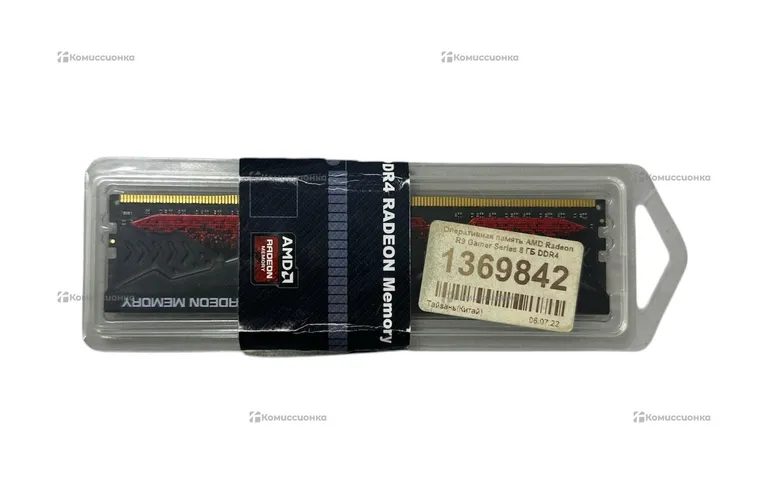 Комиссионка
Комиссионка
Комиссионка
Комиссионка
DDR4 RADEON Memory
AMD
RADEON
MEMORY
RADEON MEMORY
Оперативная память AMD Radeon
R9 Gamer Series 8 ГБ DDR4
1369842
Тайвань(Китай)
06.07.22
Комиссионка
Комиссионка
Комиссионка
Комиссионка